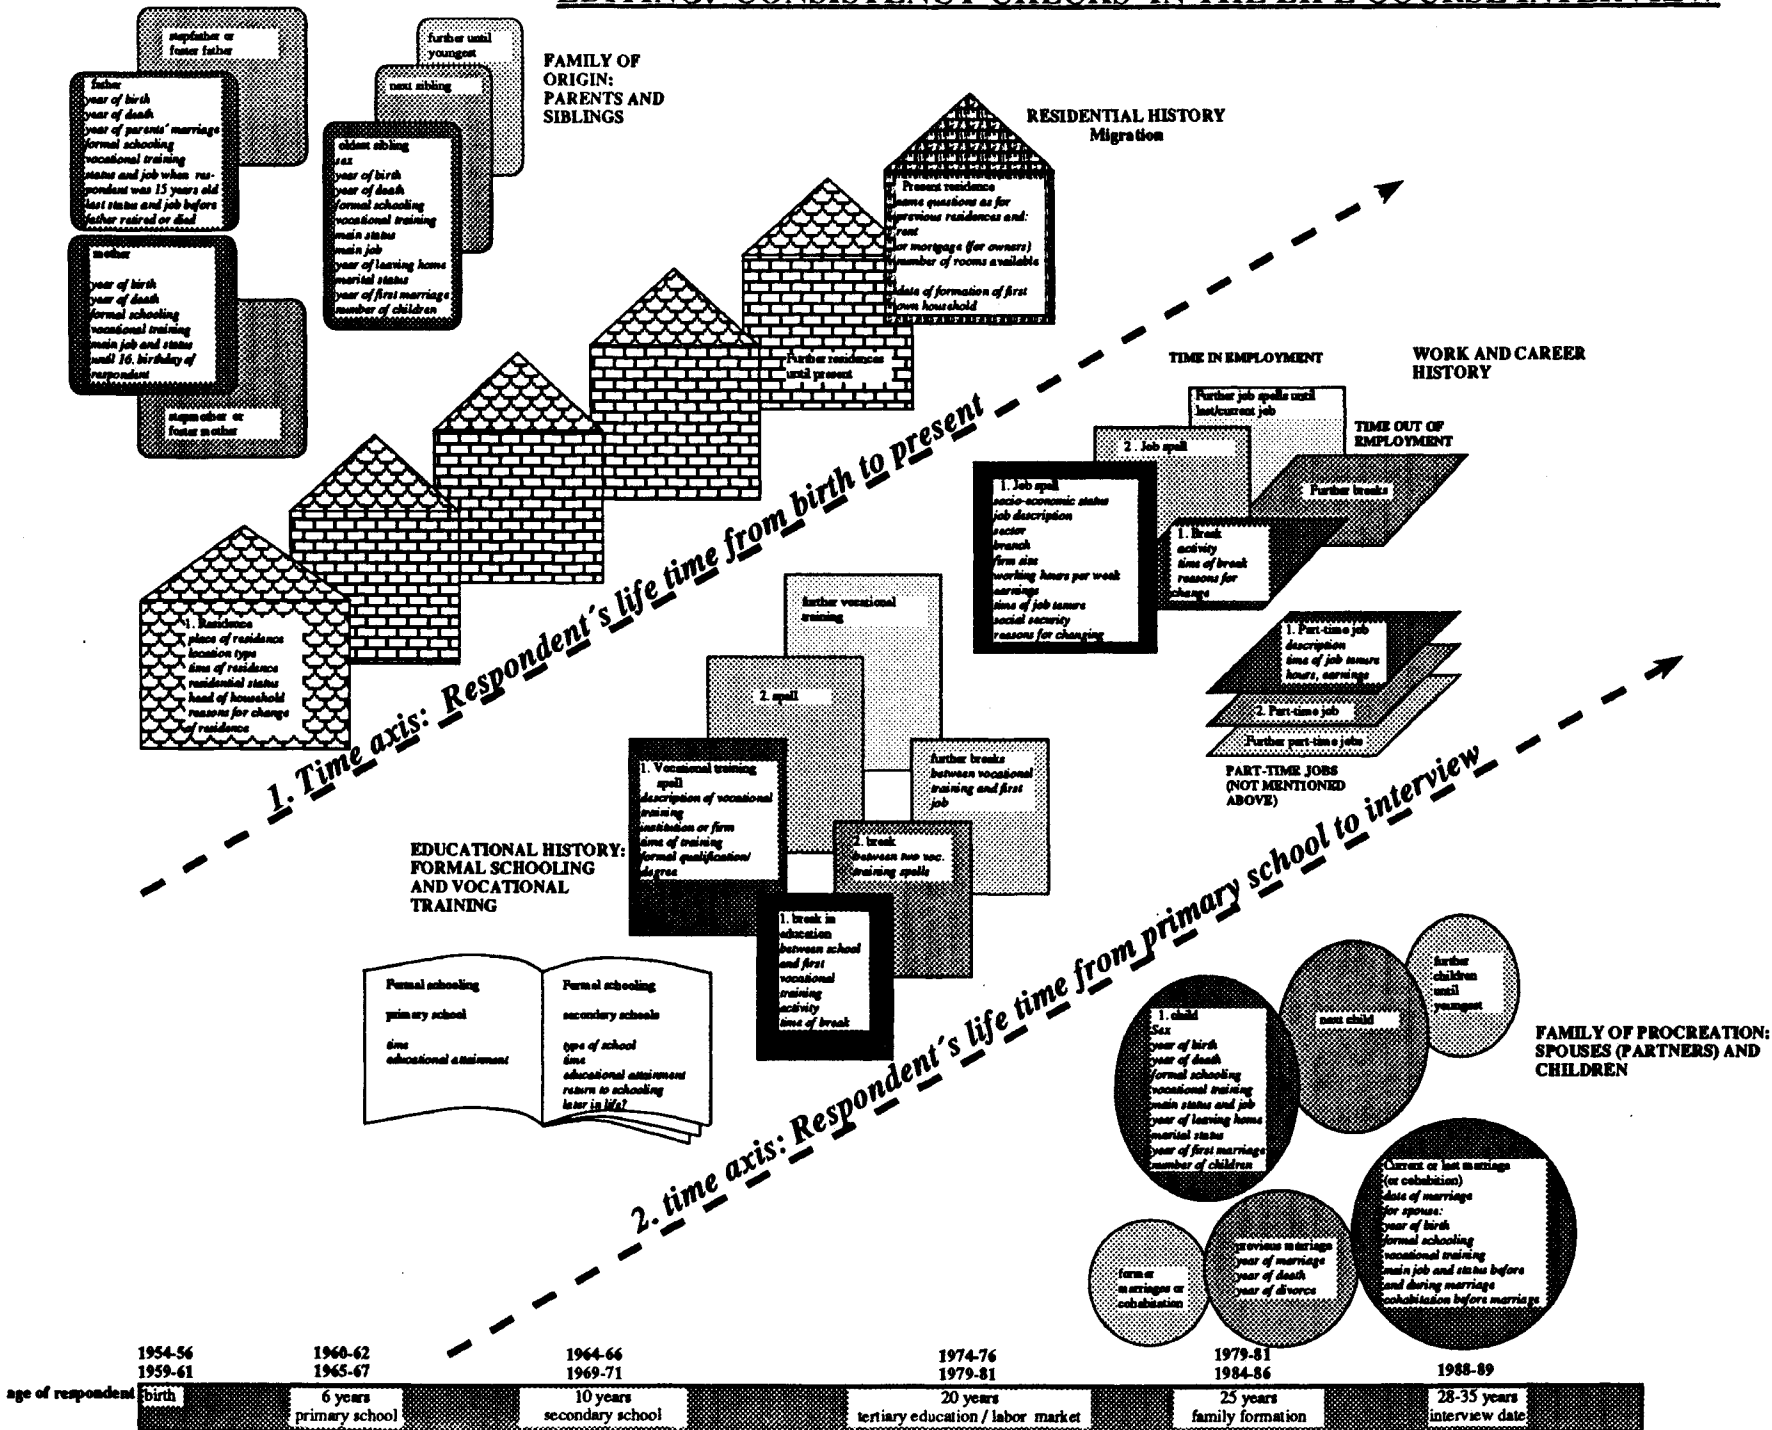 EDITING: CONSISTENCY CHECKS IN THE LIFE COURSE INTERVIEW
stepfather or
foster father
father
year of birth
year of death
year of parents' marriage
formal schooling
vocational training
status and job when res-
pondent was 15 years old
last status and job before
father retired or died
mother
year of birth
year of death
formal schooling
vocational training
main job and status
until 16. birthday of
respondent
stepmother or
foster mother
further until
youngest
next sibling
oldest sibling
sex
year of birth
year of death
formal schooling
vocational training
main status
main job
year of leaving home
marital status
year of first marriage
number of children
FAMILY OF
ORIGIN:
PARENTS AND
SIBLINGS
RESIDENTIAL HISTORY
Migration
Present residence
same questions as for
previous residences and:
rent
or mortgage (for owners)
number of rooms available
date of formation of first
own household
Further residences
until present
1. Residence
place of residence
location type
time of residence
residential status
head of household
reasons for change
of residence
1. Time axis: Respondent´s life time from birth to present
TIME IN EMPLOYMENT
WORK AND CAREER
HISTORY
Further job spells until
last/current job
2. Job spell
TIME OUT OF
EMPLOYMENT
Further breaks
1. Job spell
socio-economic status
job description
sector
branch
firm size
working hours per week
earnings
time of job tenure
social security
reasons for changing
1. Break
activity
time of break
reasons for
change
1. Part-time job
description
time of job tenure
hours, earnings
2. Part-time job
Further part-time jobs
PART-TIME JOBS
(NOT MENTIONED
ABOVE)
further vocational
training
2. spell
1. Vocational training
spell
description of vocational
training
institution or firm
time of training
formal qualification/
degree
further breaks
between vocational
training and first
job
2. break
between two voc.
training spells
1. break in
education
between school
and first
vocational
training
activity
time of break
EDUCATIONAL HISTORY:
FORMAL SCHOOLING
AND VOCATIONAL
TRAINING
Formal schooling
primary school
time
educational attainment
Formal schooling
secondary schools
type of school
time
educational attainment
return to schooling
later in life?
2. time axis: Respondent´s life time from primary school to interview
1. child
Sex
year of birth
year of death
formal schooling
vocational training
main status and job
year of leaving home
marital status
year of first marriage
number of children
next child
further
children
until
youngest
FAMILY OF PROCREATION:
SPOUSES (PARTNERS) AND
CHILDREN
former
marriages or
cohabitation
previous marriage
year of marriage
year of death
year of divorce
Current or last marriage
(or cohabition)
date of marriage
for spouse:
year of birth
formal schooling
vocational training
main job and status before
and during marriage
cohabitation before marriage
1954-56 1960-62 1964-66 1974-76 1979-81
1959-61 1965-67 1969-71 1979-81 1984-86 1988-89
age of respondent birth 6 years 10 years 20 years 25 years 28-35 years
primary school secondary school tertiary education / labor market family formation interview date